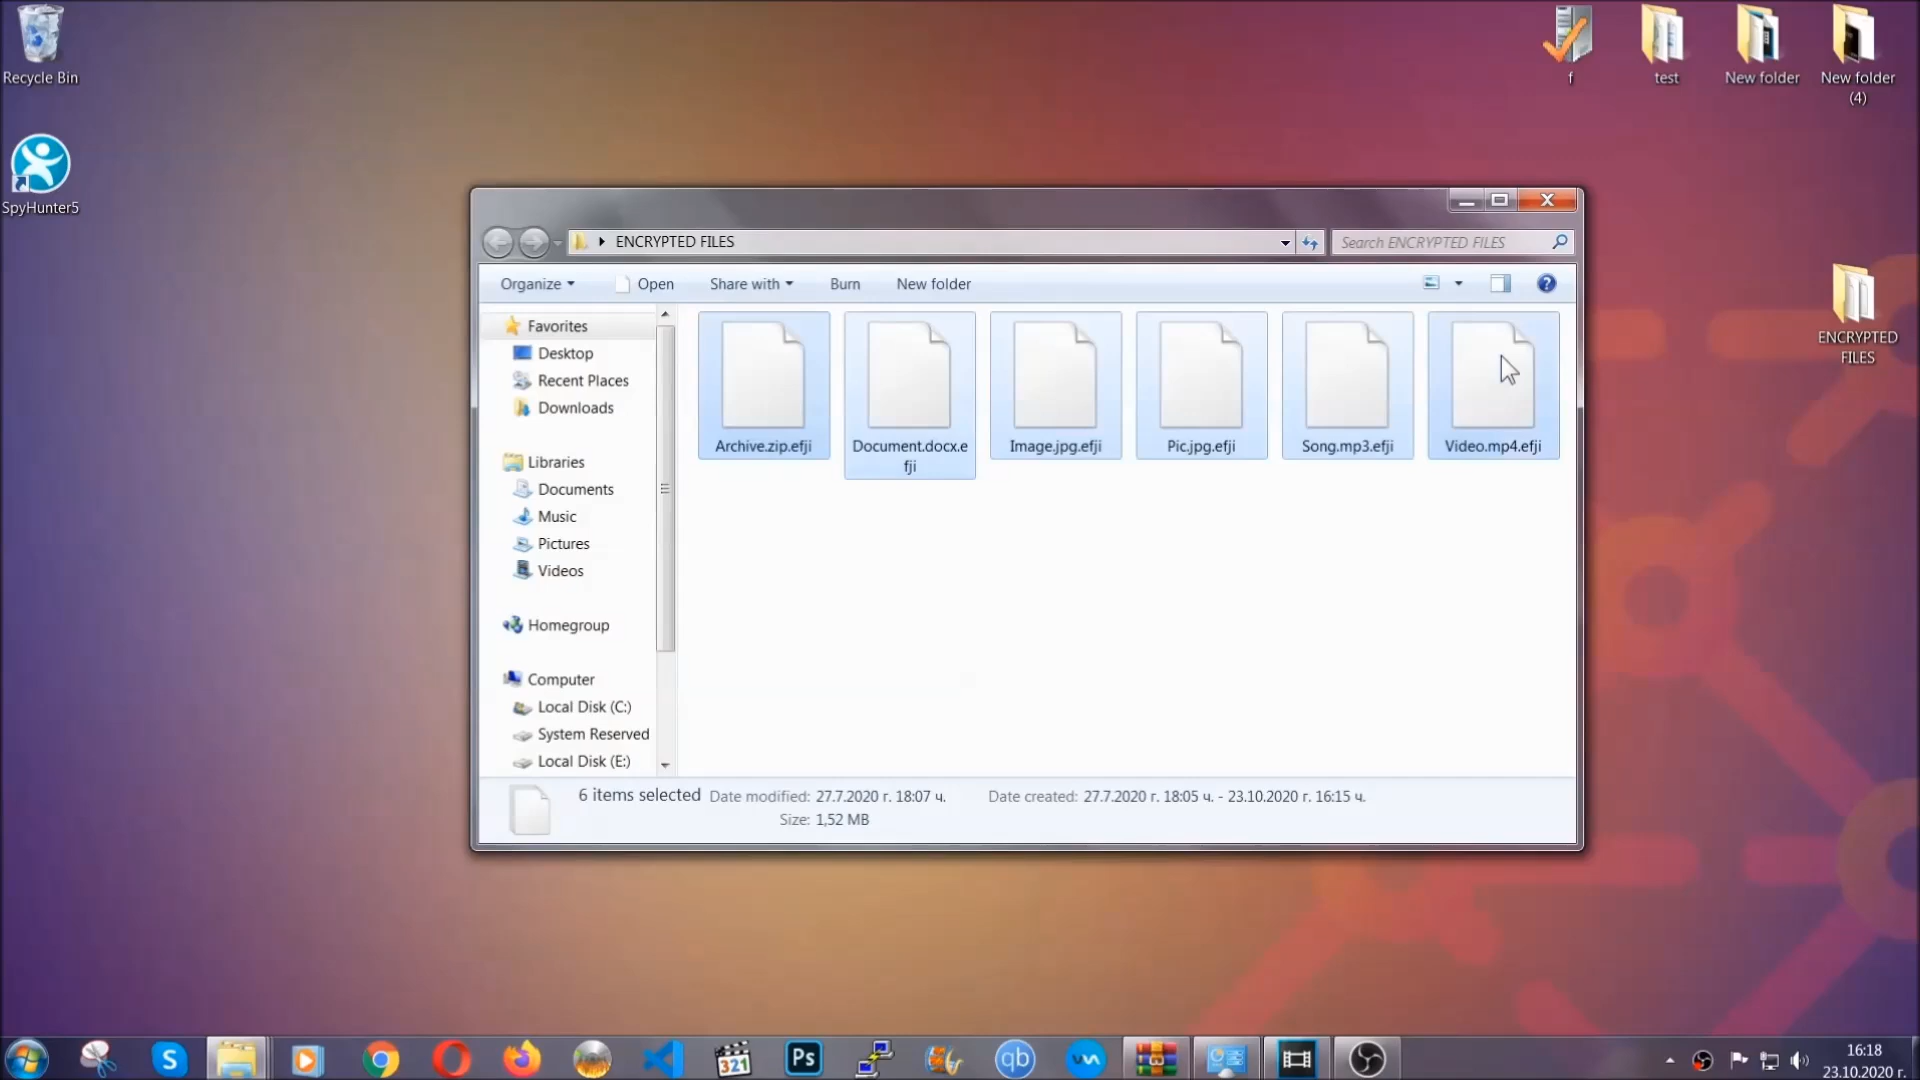 Recycle Bin
SpyHunter5
f
test
New folder
New folder
(4)
ENCRYPTED
FILES
ENCRYPTED FILES
Search ENCRYPTED FILES
Organize
Open
Share with
Burn
New folder
Favorites
Desktop
Recent Places
Downloads
Libraries
Documents
Music
Pictures
Videos
Homegroup
Computer
Local Disk (C:)
System Reserved
Local Disk (E:)
Archive.zip.efji
Document.docx.e
fji
Image.jpg.efji
Pic.jpg.efji
Song.mp3.efji
Video.mp4.efji
6 items selected
Date modified: 27.7.2020 г. 18:07 ч.
Date created: 27.7.2020 г. 18:05 ч. - 23.10.2020 г. 16:15 ч.
Size: 1,52 MB
S
321
Ps
qb
16:18
23.10.2020 г.